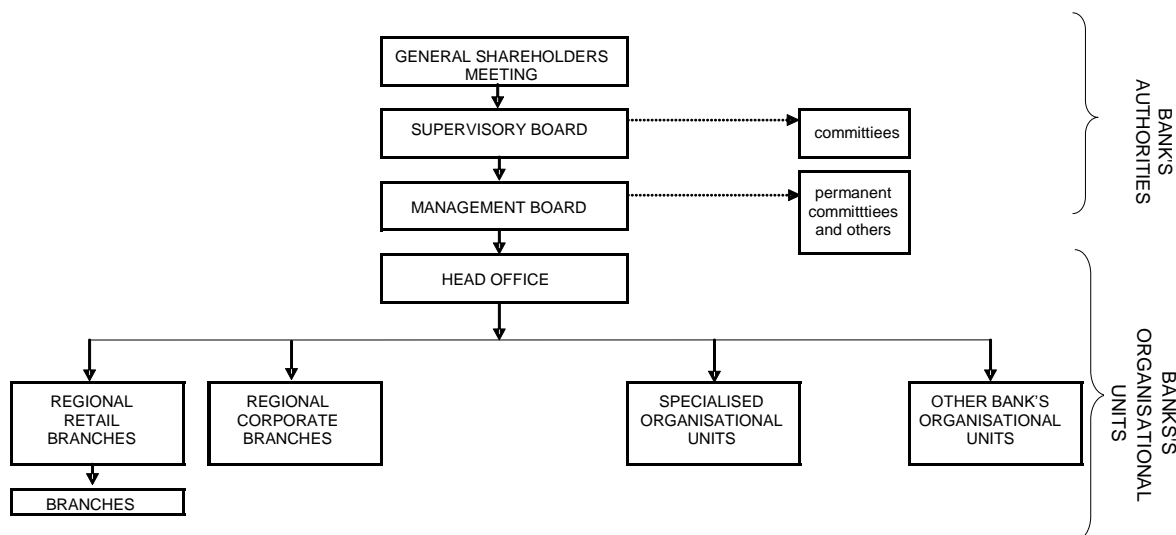 GENERAL SHAREHOLDERS
MEETING
SUPERVISORY BOARD
committiees
MANAGEMENT BOARD
permanent
committtiees
and others
HEAD OFFICE
BANK'S
AUTHORITIES
REGIONAL
RETAIL
BRANCHES
REGIONAL
CORPORATE
BRANCHES
SPECIALISED
ORGANISATIONAL
UNITS
OTHER BANK'S
ORGANISATIONAL
UNITS
BRANCHES
BANKS'S
ORGANISATIONAL
UNITS